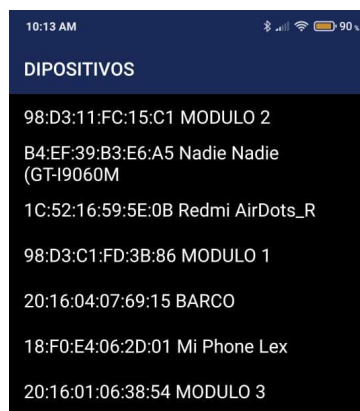 10:13 AM
90%
DIPOSITIVOS
98:D3:11:FC:15:C1 MODULO 2
B4:EF:39:B3:E6:A5 Nadie Nadie
(GT-I9060M
1C:52:16:59:5E:0B Redmi AirDots_R
98:D3:C1:FD:3B:86 MODULO 1
20:16:04:07:69:15 BARCO
18:F0:E4:06:2D:01 Mi Phone Lex
20:16:01:06:38:54 MODULO 3